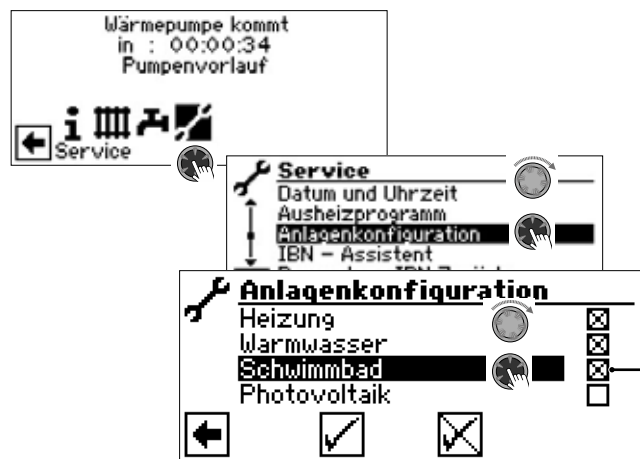 Wärmepumpe kommt
in : 00:00:34
Pumpenvorlauf
Service
Service
Datum und Uhrzeit
Ausheizprogramm
Anlagenkonfiguration
IBN - Assistent
Anlagenkonfiguration
Heizung
Warmwasser
Schwimmbad
Photovoltaik